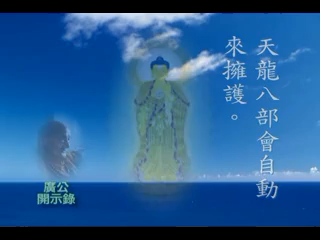 天龍八部會自動
來擁護。
廣公
開示錄